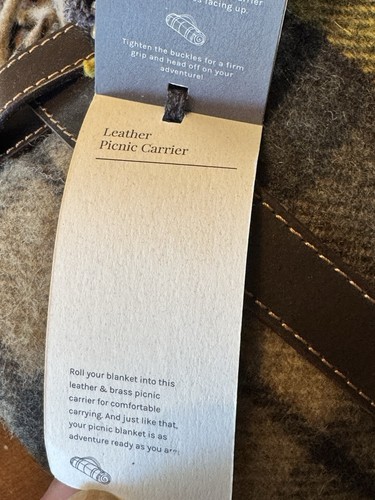 facing up.
Tighten the buckles for a firm
grip and head off on your
adventure!
Leather
Picnic Carrier
Roll your blanket into this
leather & brass picnic
carrier for comfortable
carrying. And just like that,
your picnic blanket is as
adventure ready as you